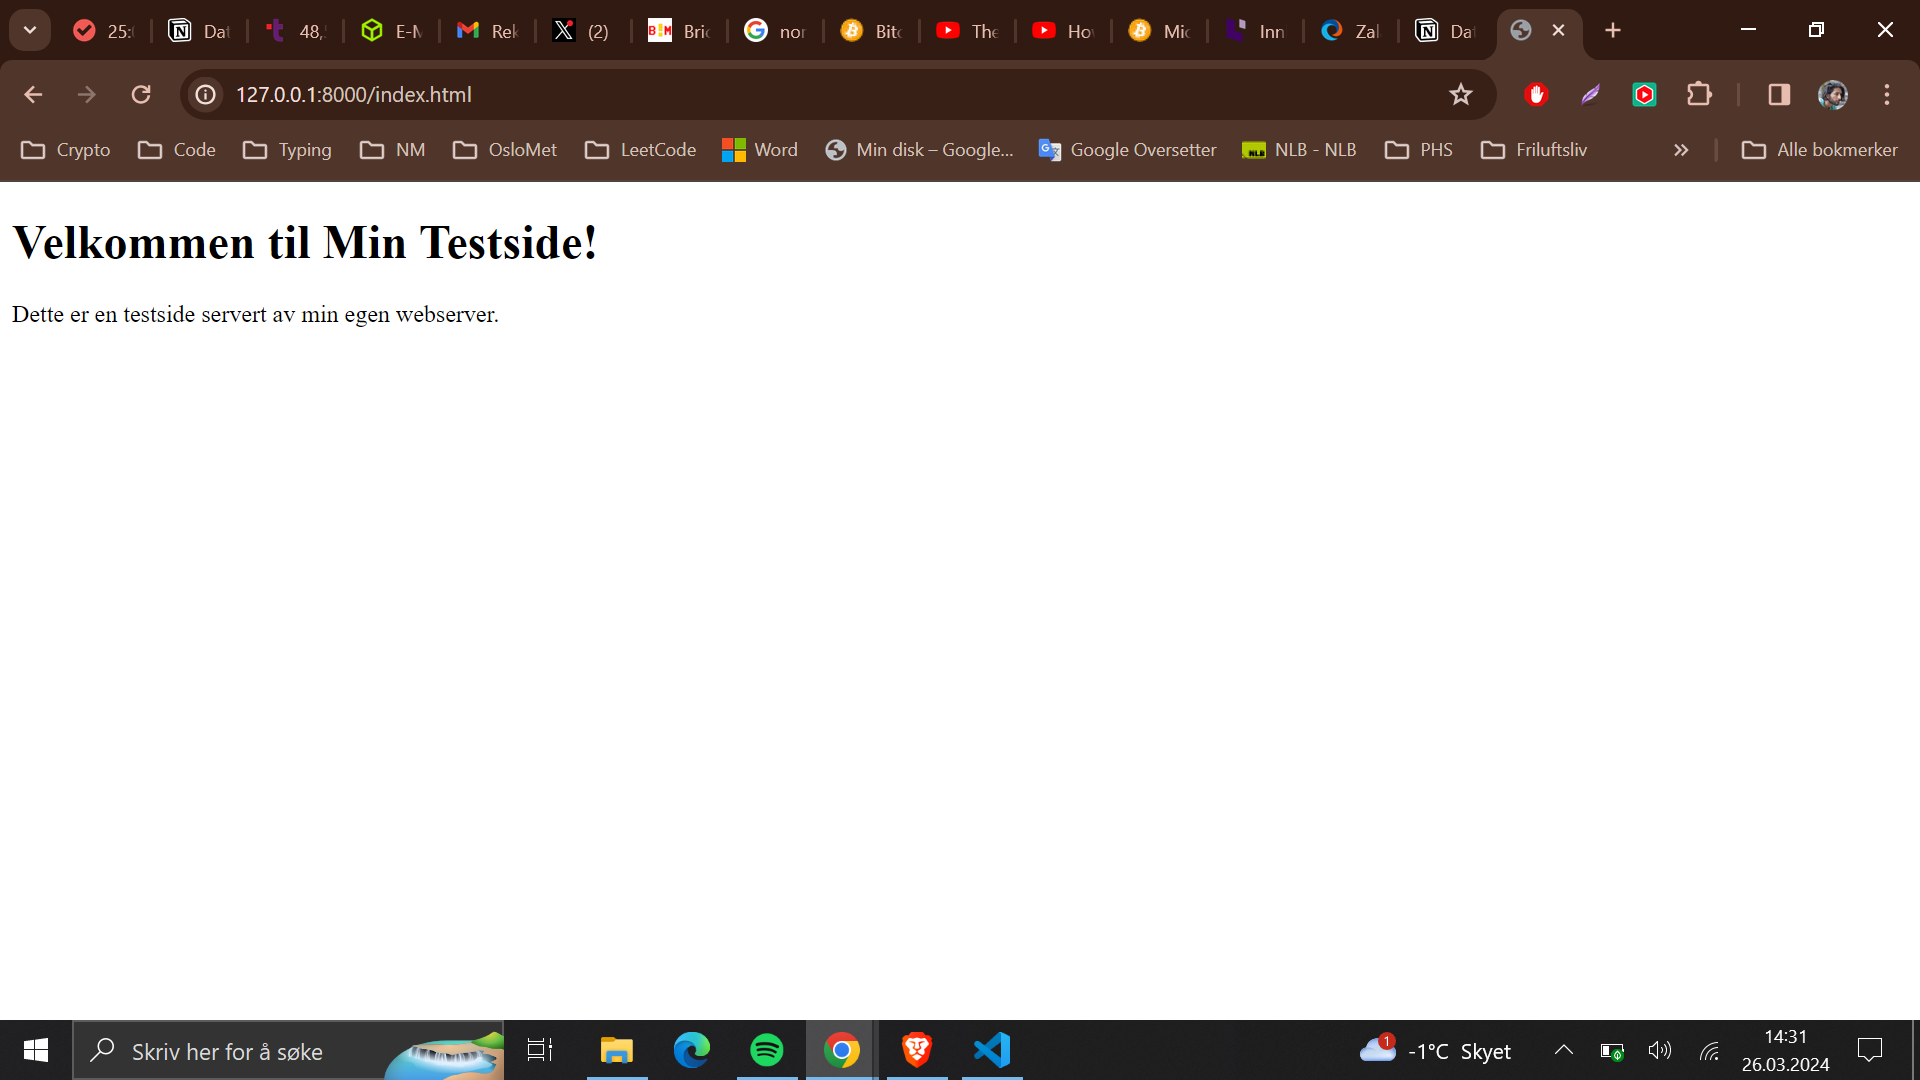 25: Dat 48, E-M Rek (2) Bric nor Bitc The Ho Mic Inn Zal Dat
127.0.0.1:8000/index.html
Crypto Code Typing NM OsloMet LeetCode Word Min disk – Google... Google Oversetter NLB - NLB PHS Friluftsliv » Alle bokmerker
Velkommen til Min Testside!
Dette er en testside servert av min egen webserver.
Skriv her for å søke
1 -1°C Skyet
14:31
26.03.2024